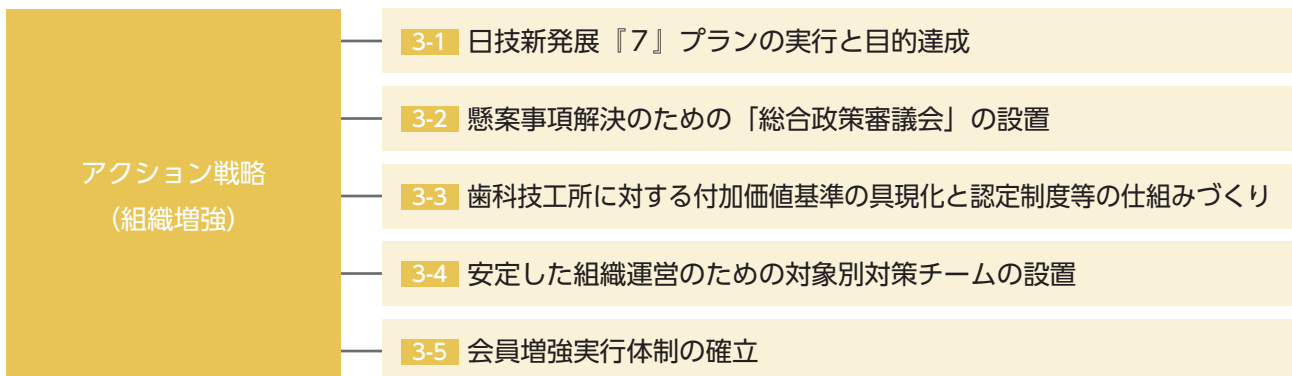 アクション戦略
（組織増強）
3-1 日技新発展『７』プランの実行と目的達成
3-2 懸案事項解決のための「総合政策審議会」の設置
3-3 歯科技工所に対する付加価値基準の具現化と認定制度等の仕組みづくり
3-4 安定した組織運営のための対象別対策チームの設置
3-5 会員増強実行体制の確立